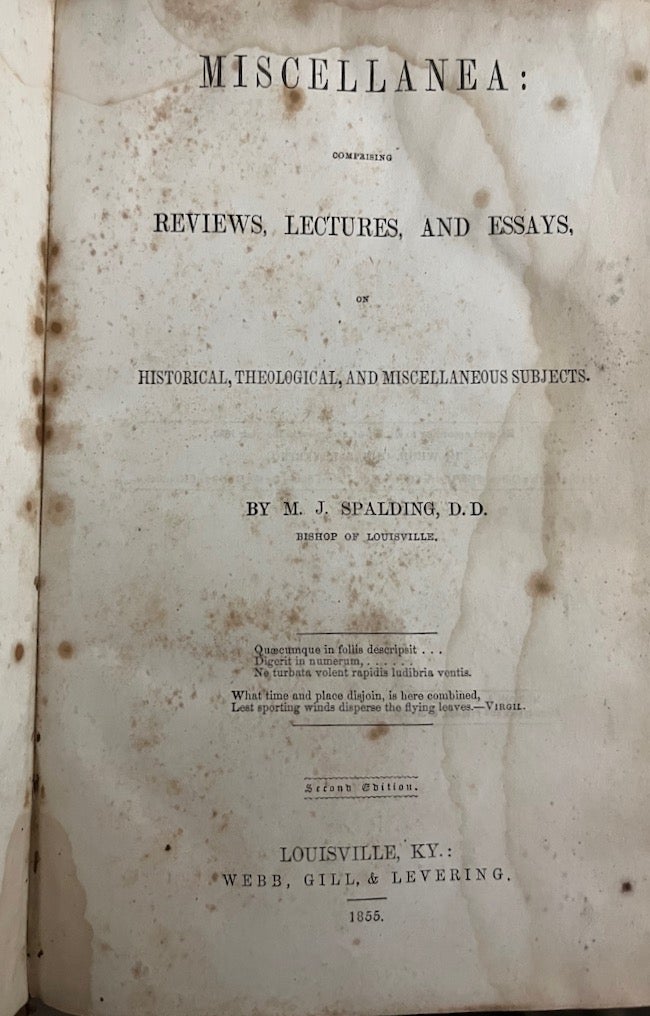 MISCELLANEA:
COMPRISING
REVIEWS, LECTURES, AND ESSAYS,
ON
HISTORICAL, THEOLOGICAL, AND MISCELLANEOUS SUBJECTS.
BY M. J. SPALDING, D. D.
BISHOP OF LOUISVILLE.
Quæcumque in foliis descripsit . . .
Digerit in numerum, . . . . . .
Ne turbata volent rapidis ludibria ventis.
What time and place disjoin, is here combined,
Lest sporting winds disperse the flying leaves.—VIRGIL.
Second Edition.
LOUISVILLE, KY.:
WEBB, GILL, & LEVERING.
1855.